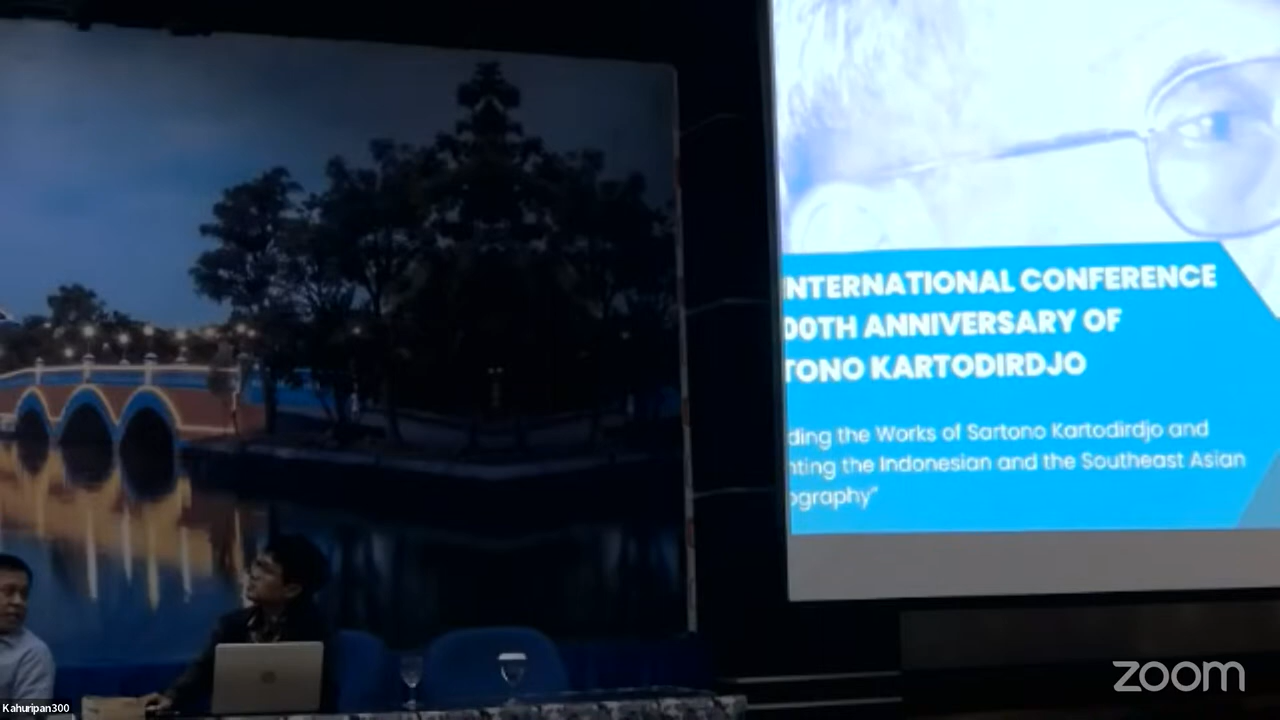 INTERNATIONAL CONFERENCE
00TH ANNIVERSARY OF
TONO KARTODIRDJO
ding the Works of Sartono Kartodirdjo and
nting the Indonesian and the Southeast Asian
ography"
zoom
Kahuripan300